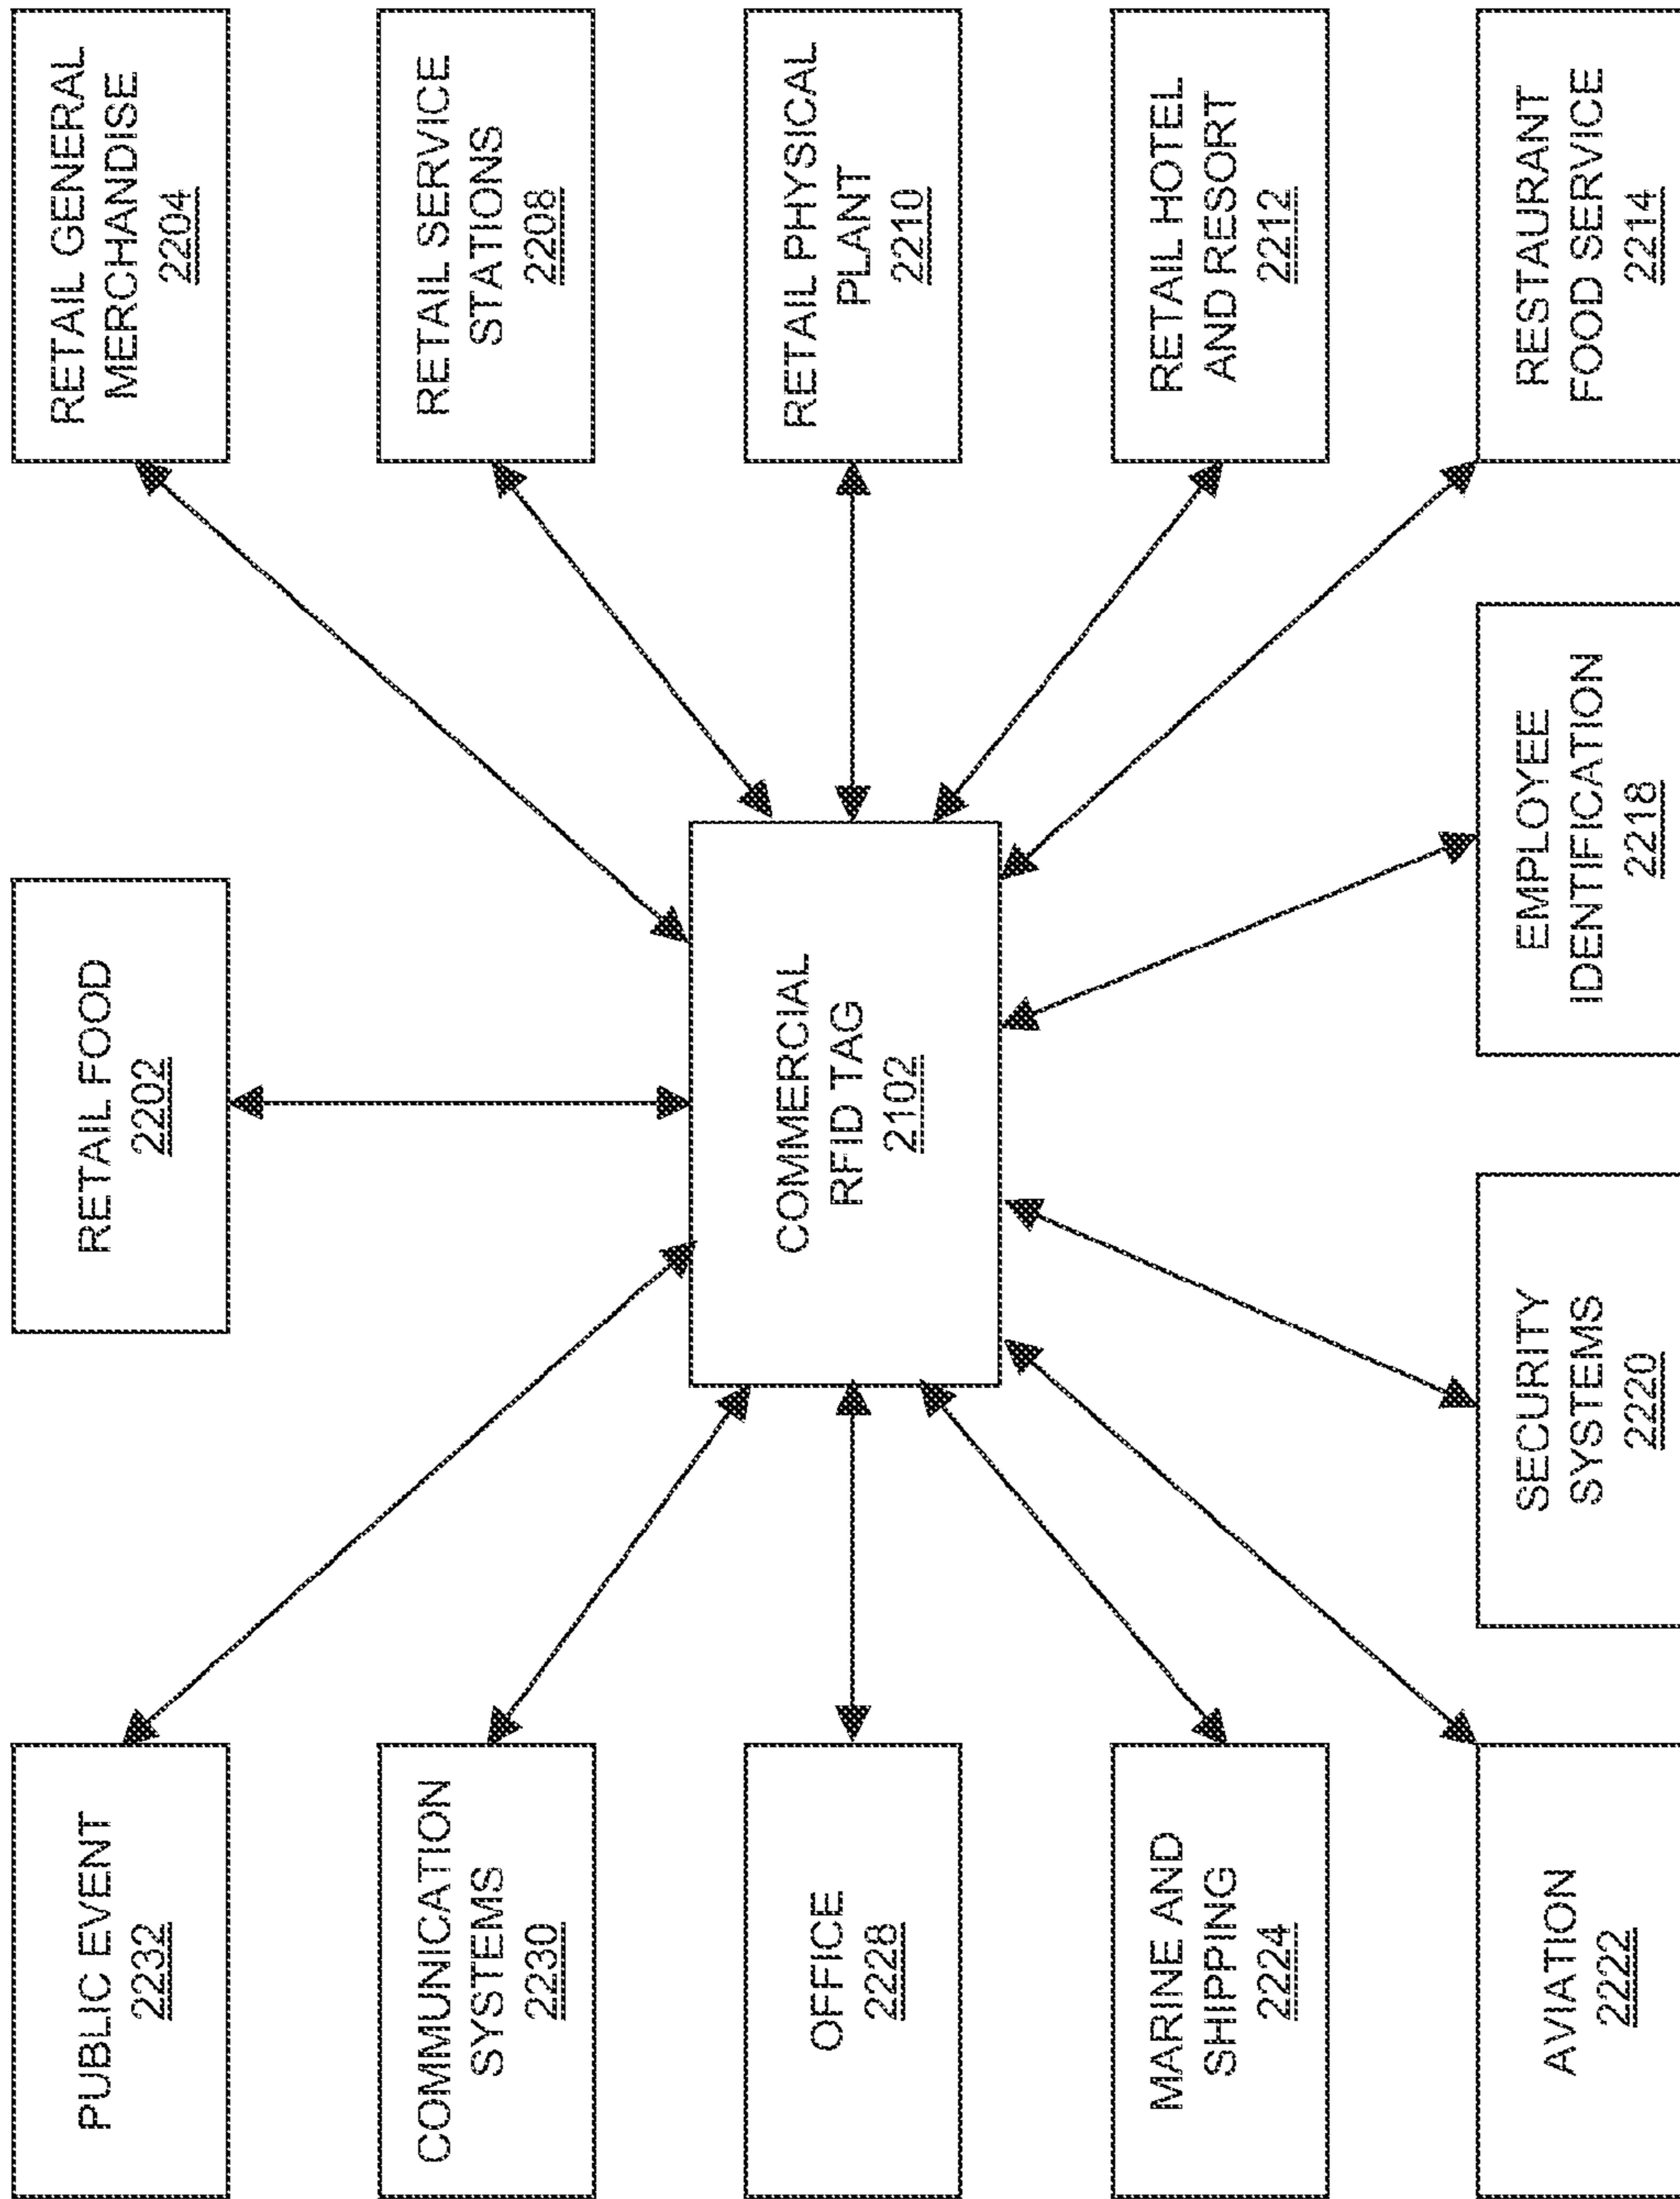 PUBLIC EVENT
2232
RETAIL FOOD
2202
RETAIL GENERAL
MERCHANDISE
2204
COMMUNICATION
SYSTEMS
2230
RETAIL SERVICE
STATIONS
2208
OFFICE
2228
COMMERCIAL
RFID TAG
2102
RETAIL PHYSICAL
PLANT
2210
MARINE AND
SHIPPING
2224
RETAIL HOTEL
AND RESORT
2212
AVIATION
2222
SECURITY
SYSTEMS
2220
EMPLOYEE
IDENTIFICATION
2218
RESTAURANT
FOOD SERVICE
2214